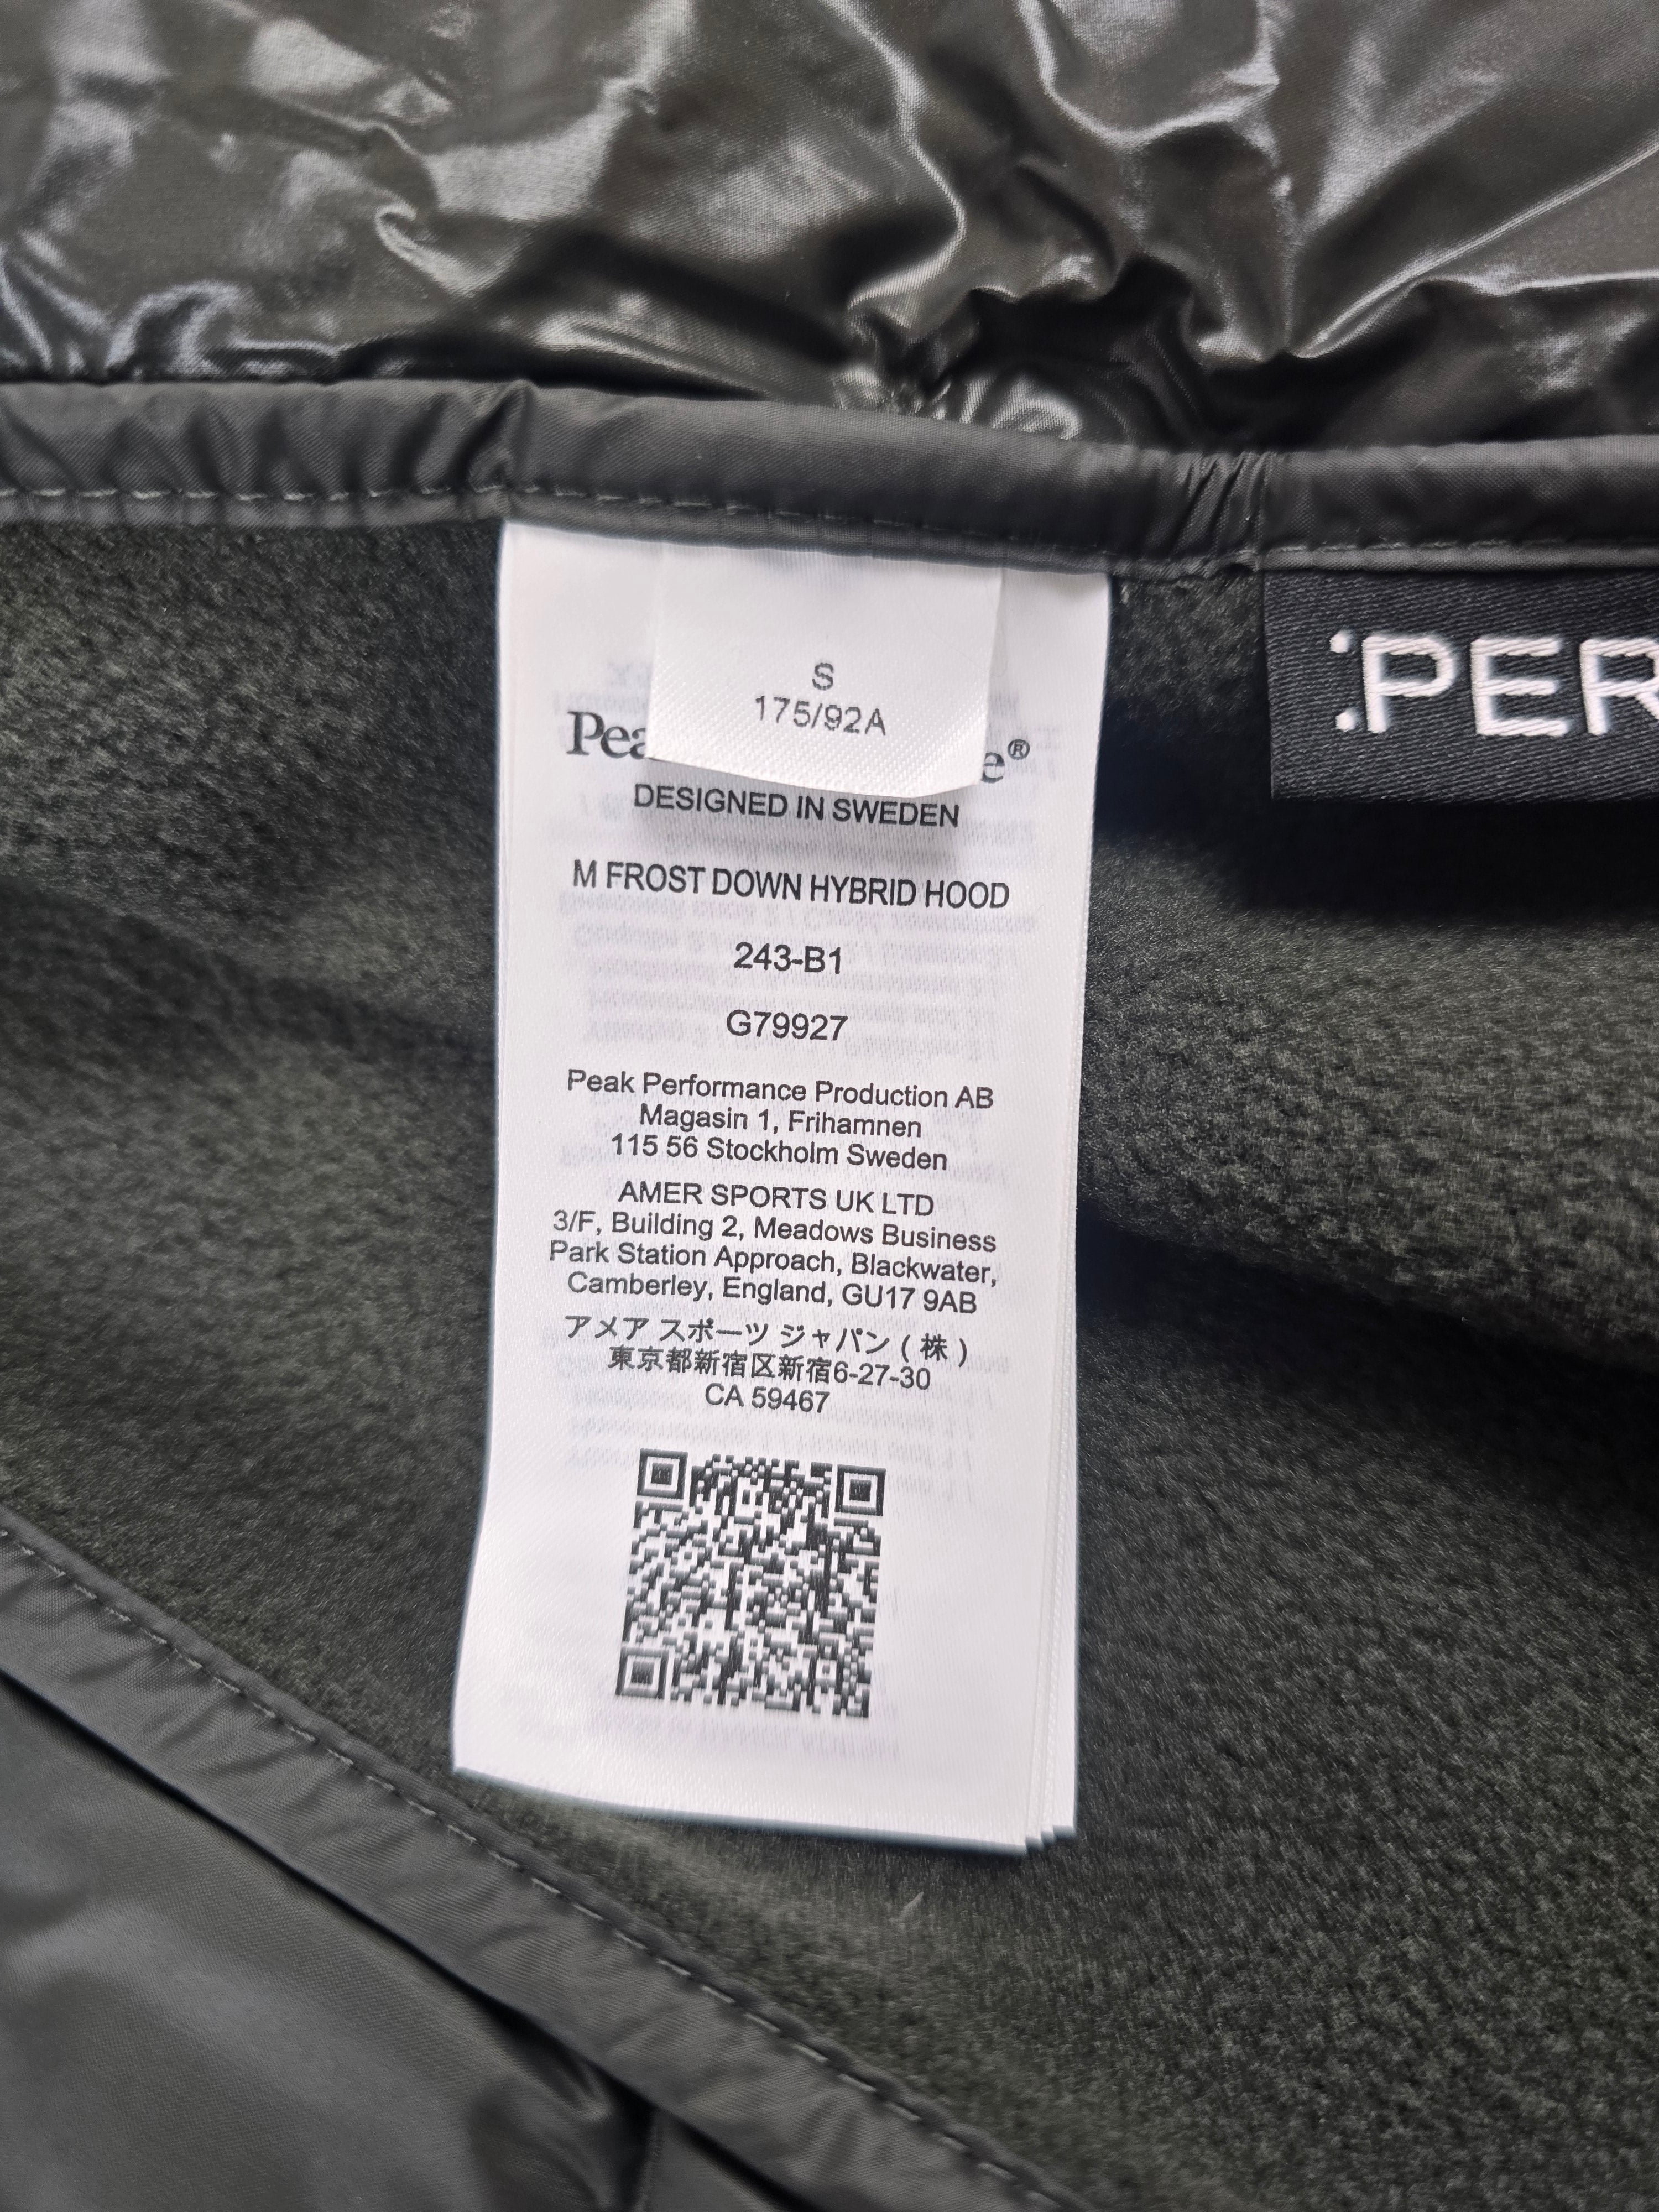 S
175/92A
®
DESIGNED IN SWEDEN
M FROST DOWN HYBRID HOOD
243-B1
G79927
Peak Performance Production AB
Magasin 1, Frihamnen
115 56 Stockholm Sweden
AMER SPORTS UK LTD
3/F, Building 2, Meadows Business
Park Station Approach, Blackwater,
Camberley, England, GU17 9AB
アメア スポーツ ジャパン ( 株 )
東京都新宿区新宿6-27-30
CA 59467
:PER